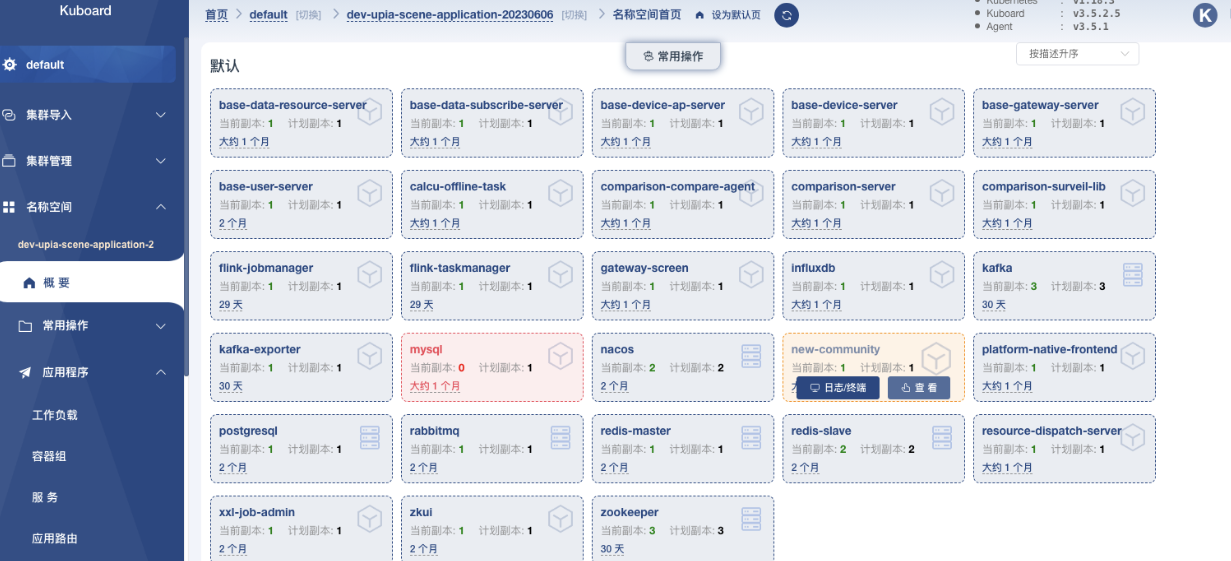 Kuboard
default
集群导入
集群管理
名称空间
dev-upia-scene-application-2
概 要
常用操作
应用程序
工作负载
容器组
服 务
应用路由
首页 > default [切换] > dev-upia-scene-application-20230606 [切换] > 名称空间首页 设为默认页
Kubernetes : v1.18.3
Kuboard : v3.5.2.5
Agent : v3.5.1
K
默认
常用操作
按描述升序
base-data-resource-server
当前副本: 1 计划副本: 1
大约 1 个月
base-data-subscribe-server
当前副本: 1 计划副本: 1
大约 1 个月
base-device-ap-server
当前副本: 1 计划副本: 1
大约 1 个月
base-device-server
当前副本: 1 计划副本: 1
大约 1 个月
base-gateway-server
当前副本: 1 计划副本: 1
大约 1 个月
base-user-server
当前副本: 1 计划副本: 1
2 个月
calcu-offline-task
当前副本: 1 计划副本: 1
大约 1 个月
comparison-compare-agent
当前副本: 1 计划副本: 1
大约 1 个月
comparison-server
当前副本: 1 计划副本: 1
大约 1 个月
comparison-surveil-lib
当前副本: 1 计划副本: 1
大约 1 个月
flink-jobmanager
当前副本: 1 计划副本: 1
29 天
flink-taskmanager
当前副本: 1 计划副本: 1
29 天
gateway-screen
当前副本: 1 计划副本: 1
大约 1 个月
influxdb
当前副本: 1 计划副本: 1
大约 1 个月
kafka
当前副本: 3 计划副本: 3
30 天
kafka-exporter
当前副本: 1 计划副本: 1
30 天
mysql
当前副本: 0 计划副本: 1
大约 1 个月
nacos
当前副本: 2 计划副本: 2
2 个月
new-community
当前副本: 1 计划副本: 1
日志/终端 查 看
platform-native-frontend
当前副本: 1 计划副本: 1
大约 1 个月
postgresql
当前副本: 1 计划副本: 1
2 个月
rabbitmq
当前副本: 1 计划副本: 1
2 个月
redis-master
当前副本: 1 计划副本: 1
2 个月
redis-slave
当前副本: 2 计划副本: 2
2 个月
resource-dispatch-server
当前副本: 1 计划副本: 1
大约 1 个月
xxl-job-admin
当前副本: 1 计划副本: 1
2 个月
zkui
当前副本: 1 计划副本: 1
2 个月
zookeeper
当前副本: 3 计划副本: 3
30 天